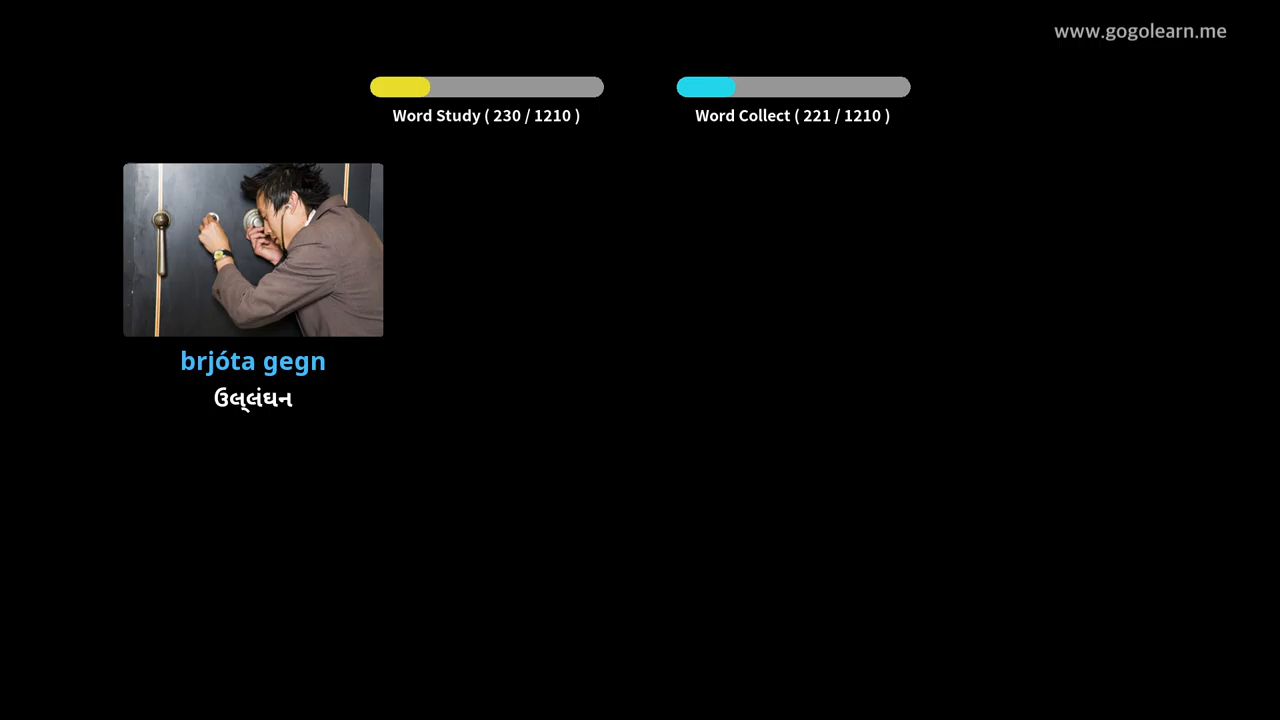 www.gogolearn.me
Word Study ( 230 / 1210 )
Word Collect ( 221 / 1210 )
brjóta gegn
ઉલ્લંઘન